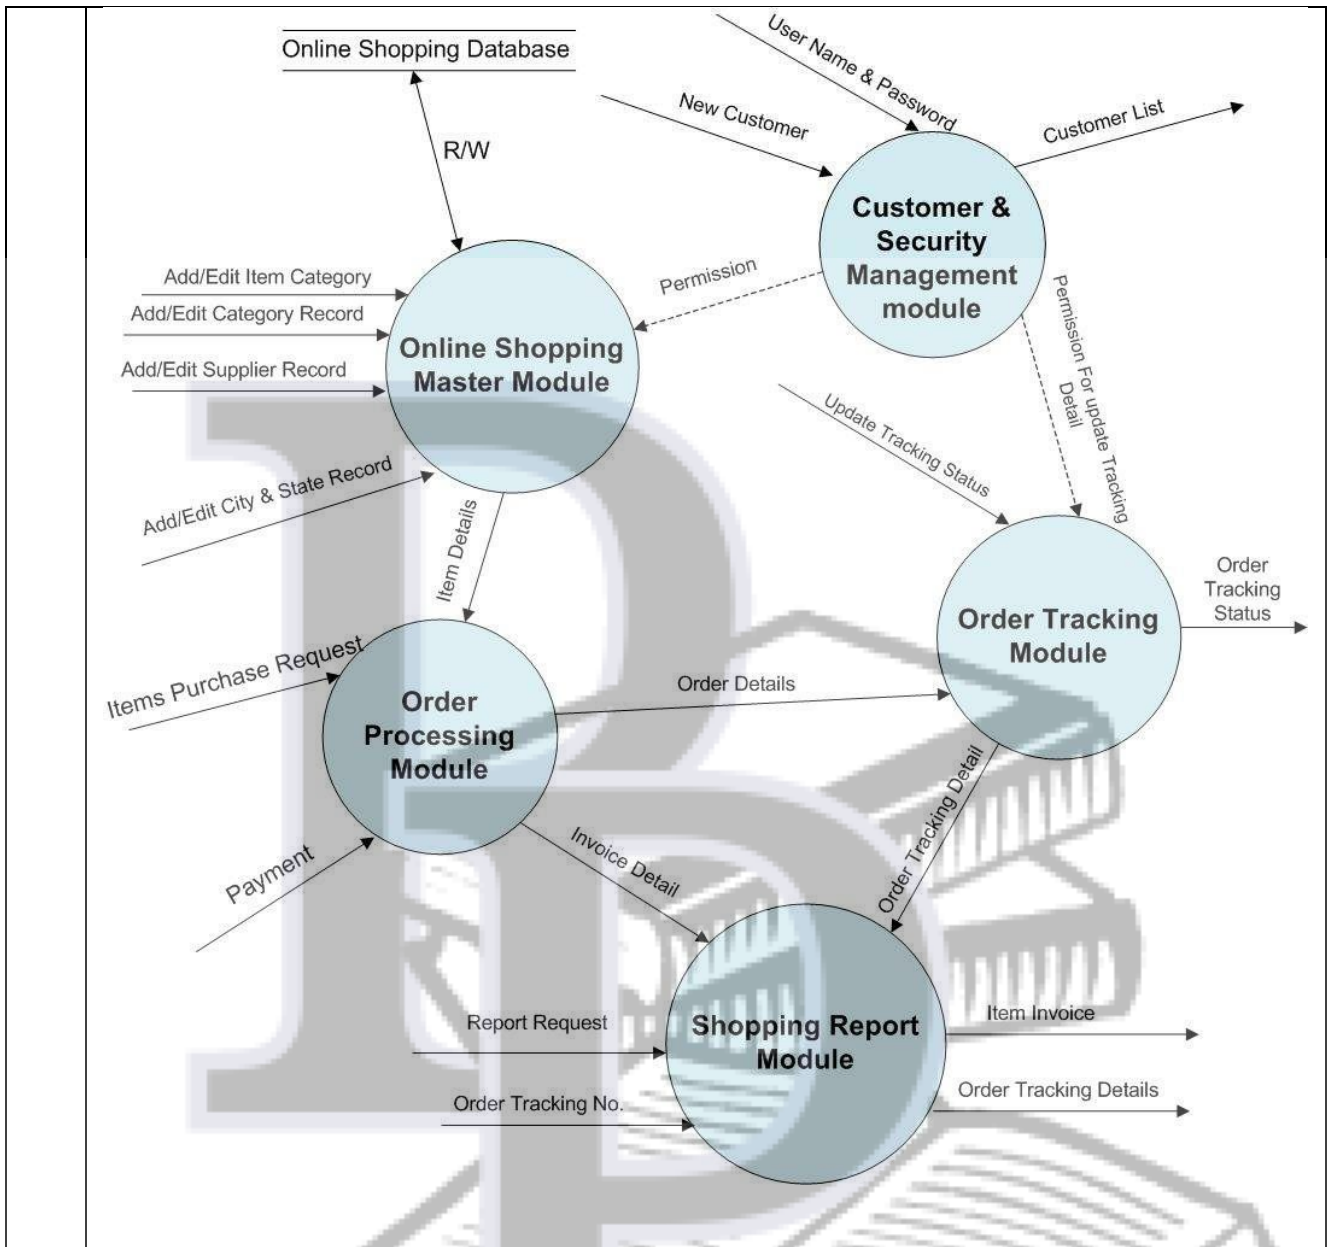 Online Shopping Database
User Name & Password
New Customer
Customer List
R/W
Customer &
Security
Management
module
Permission
Add/Edit Item Category
Add/Edit Category Record
Add/Edit Supplier Record
Online Shopping
Master Module
Permission For update Tracking
Detail
Update Tracking Status
Add/Edit City & State Record
Item Details
Order
Tracking
Status
Order Tracking
Module
Items Purchase Request
Order
Processing
Module
Order Details
Payment
Invoice Detail
Order Tracking Detail
Report Request
Shopping Report
Module
Item Invoice
Order Tracking No.
Order Tracking Details